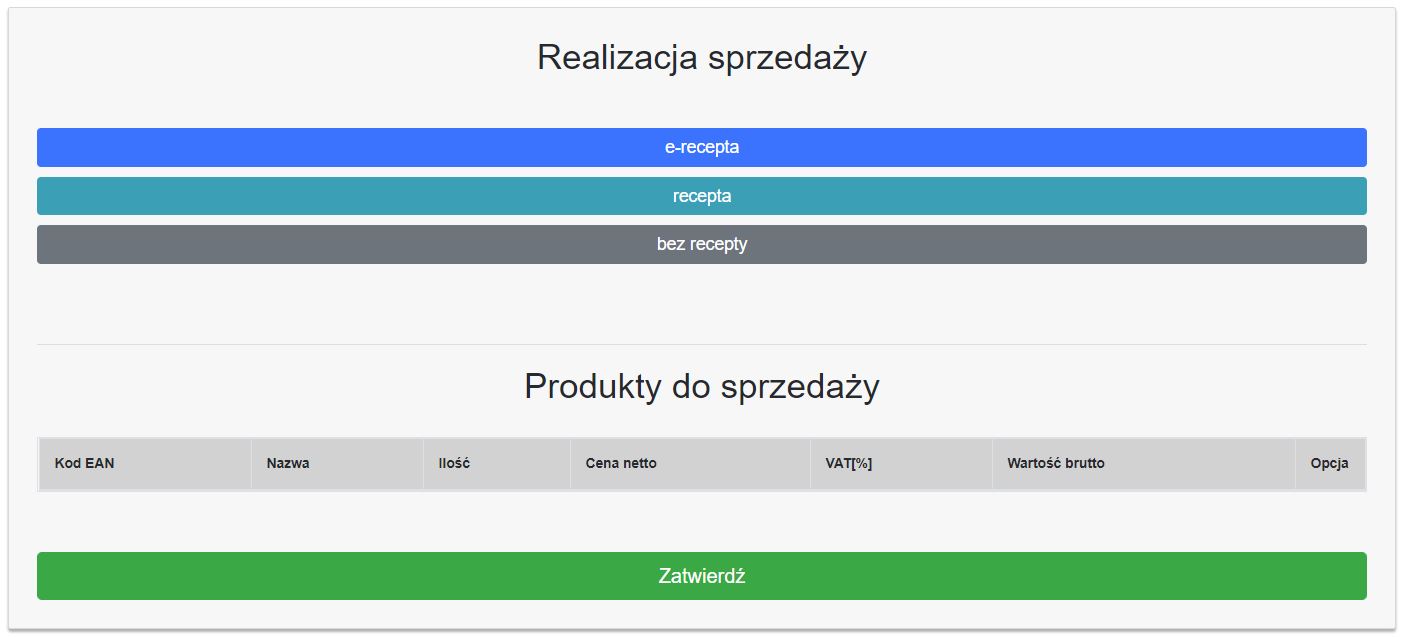 Realizacja sprzedaży
e-recepta
recepta
bez recepty
Produkty do sprzedaży
Kod EAN Nazwa Ilość Cena netto VAT[%] Wartość brutto Opcja
Zatwierdź